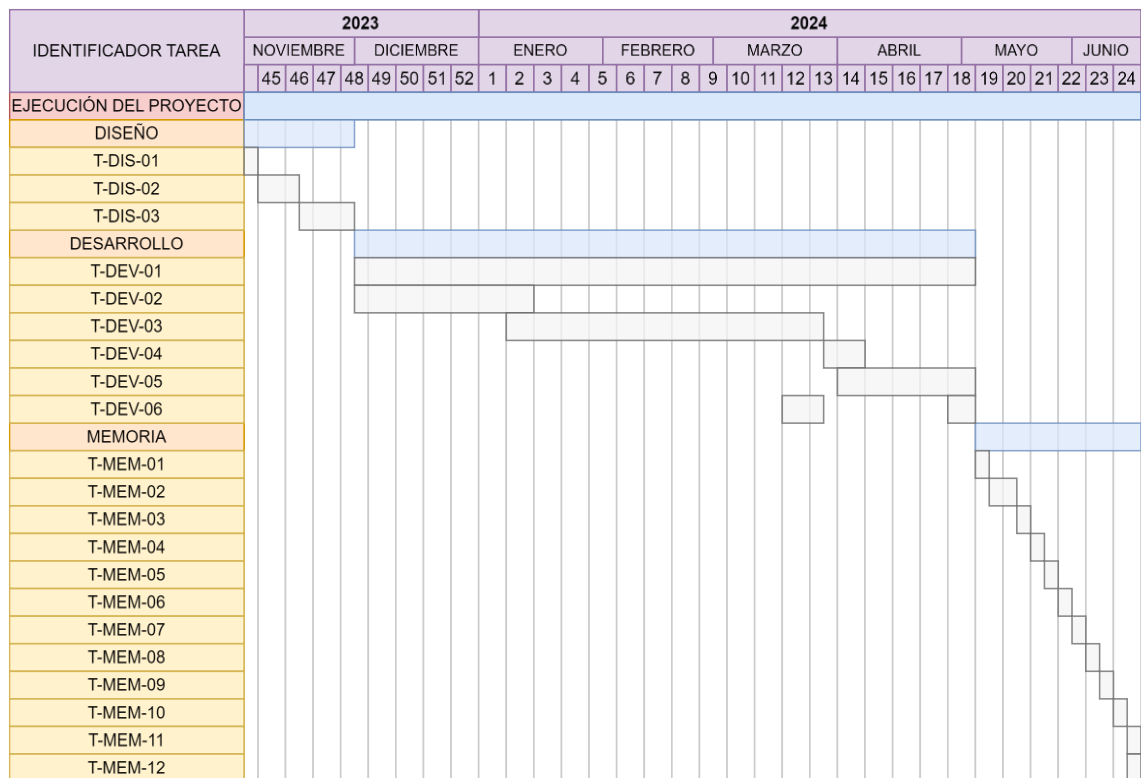 2023 2024
IDENTIFICADOR TAREA
NOVIEMBRE DICIEMBRE ENERO FEBRERO MARZO ABRIL MAYO JUNIO
45 46 47 48 49 50 51 52 1 2 3 4 5 6 7 8 9 10 11 12 13 14 15 16 17 18 19 20 21 22 23 24
EJECUCIÓN DEL PROYECTO
DISEÑO
T-DIS-01
T-DIS-02
T-DIS-03
DESARROLLO
T-DEV-01
T-DEV-02
T-DEV-03
T-DEV-04
T-DEV-05
T-DEV-06
MEMORIA
T-MEM-01
T-MEM-02
T-MEM-03
T-MEM-04
T-MEM-05
T-MEM-06
T-MEM-07
T-MEM-08
T-MEM-09
T-MEM-10
T-MEM-11
T-MEM-12